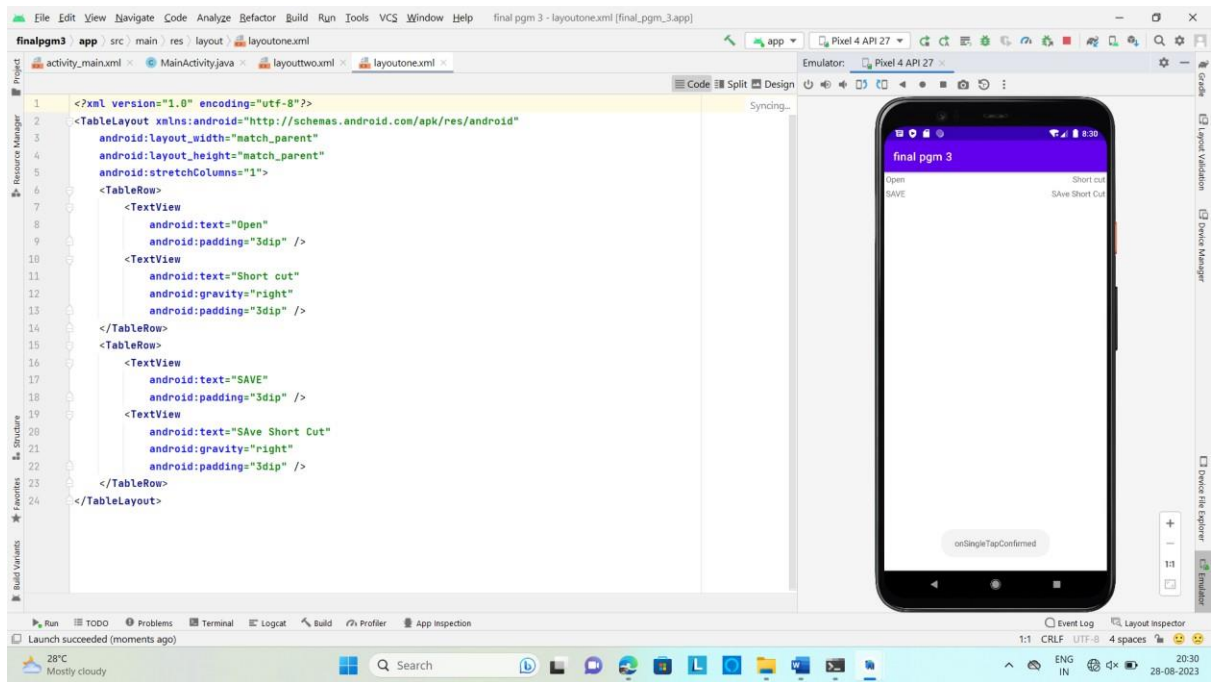 File Edit View Navigate Code Analyze Refactor Build Run Tools VCS Window Help final pgm 3 - layoutone.xml [final_pgm_3.app]
finalpgm3 app src main res layout layoutone.xml app Pixel 4 API 27
activity_main.xml MainActivity.java layouttwo.xml layoutone.xml Emulator: Pixel 4 API 27
Code Split Design
Syncing...
1 <?xml version="1.0" encoding="utf-8"?>
2 <TableLayout xmlns:android="http://schemas.android.com/apk/res/android"
3 android:layout_width="match_parent"
4 android:layout_height="match_parent"
5 android:stretchColumns="1">
6 <TableRow>
7 <TextView
8 android:text="Open"
9 android:padding="3dip" />
10 <TextView
11 android:text="Short cut"
12 android:gravity="right"
13 android:padding="3dip" />
14 </TableRow>
15 <TableRow>
16 <TextView
17 android:text="SAVE"
18 android:padding="3dip" />
19 <TextView
20 android:text="SAve Short Cut"
21 android:gravity="right"
22 android:padding="3dip" />
23 </TableRow>
24 </TableLayout>
Project
Resource Manager
Structure
Favorites
Build Variants
8:30
final pgm 3
Open Short cut
SAVE SAve Short Cut
onSingleTapConfirmed
1:1
Gradle
Layout Validation
Device Manager
Device File Explorer
Emulator
Run TODO Problems Terminal Logcat Build Profiler App Inspection Event Log Layout Inspector
Launch succeeded (moments ago) 1:1 CRLF UTF-8 4 spaces
28°C
Mostly cloudy
Search
ENG
IN
20:30
28-08-2023